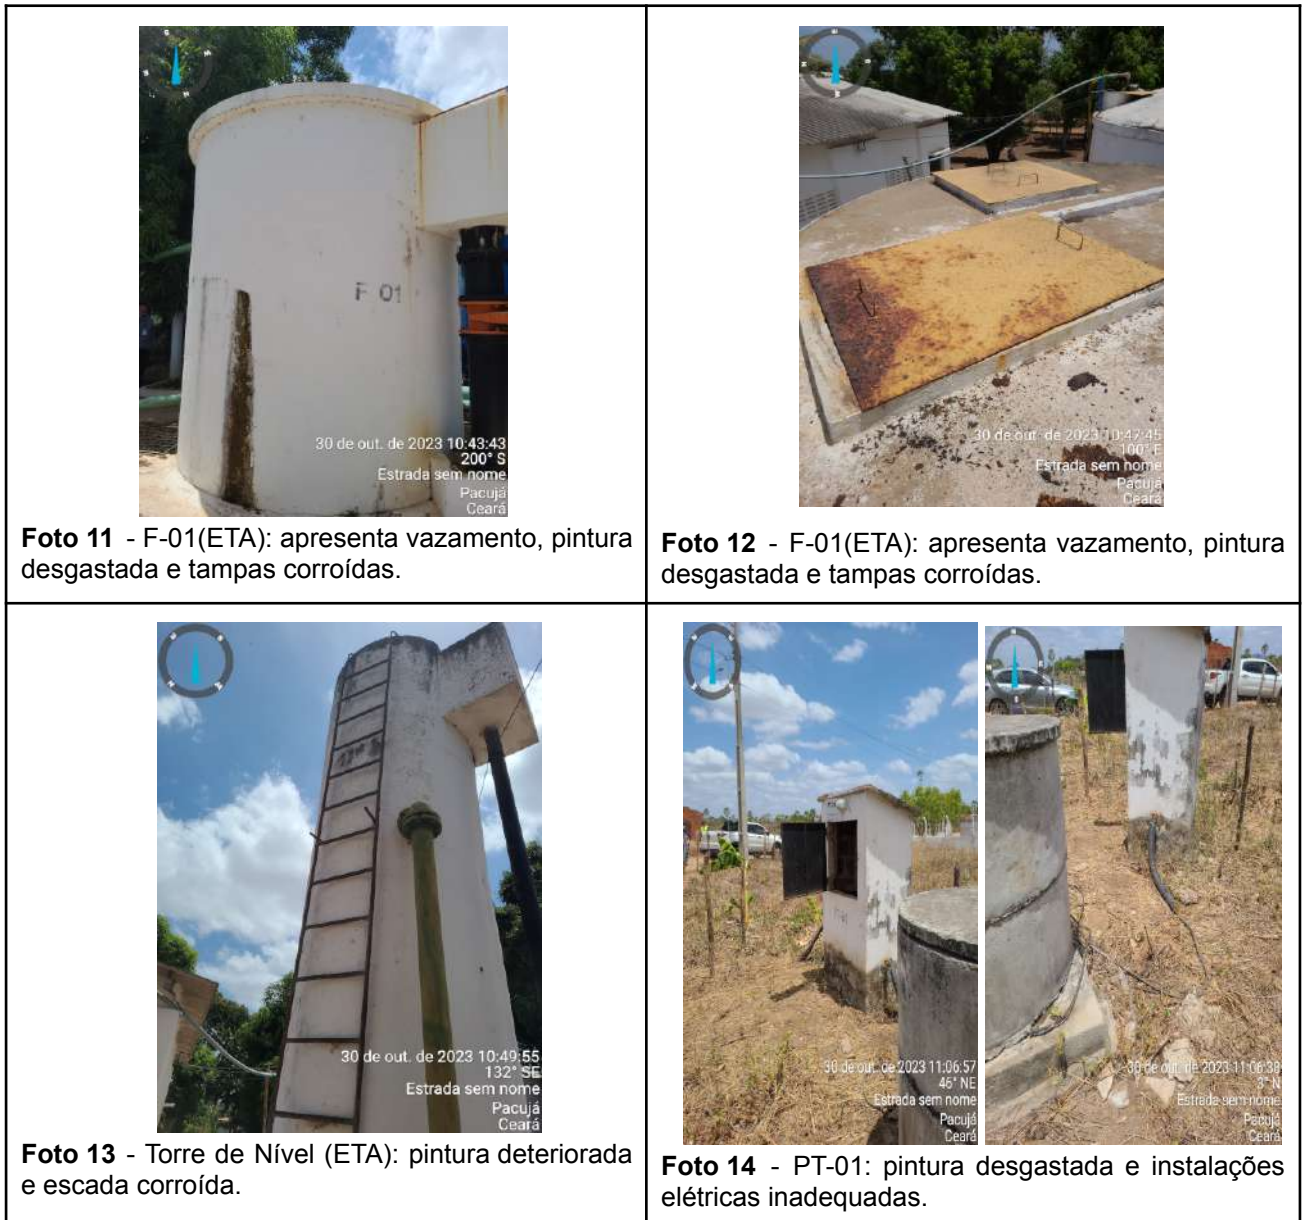 F 01
30 de out. de 2023 10:43:43
200° S
Estrada sem nome
Pacujá
Ceará
Foto 11 - F-01(ETA): apresenta vazamento, pintura
desgastada e tampas corroídas.
30 de out. de 2023 10:47:45
100° E
Estrada sem nome
Pacujá
Ceará
Foto 12 - F-01(ETA): apresenta vazamento, pintura
desgastada e tampas corroídas.
30 de out. de 2023 10:49:55
132° SE
Estrada sem nome
Pacujá
Ceará
Foto 13 - Torre de Nível (ETA): pintura deteriorada
e escada corroída.
30 de out. de 2023 11:06:57
46° NE
Estrada sem nome
Pacujá
Ceará
30 de out. de 2023 11:06:38
3° N
Estrada sem nome
Pacujá
Ceará
Foto 14 - PT-01: pintura desgastada e instalações
elétricas inadequadas.